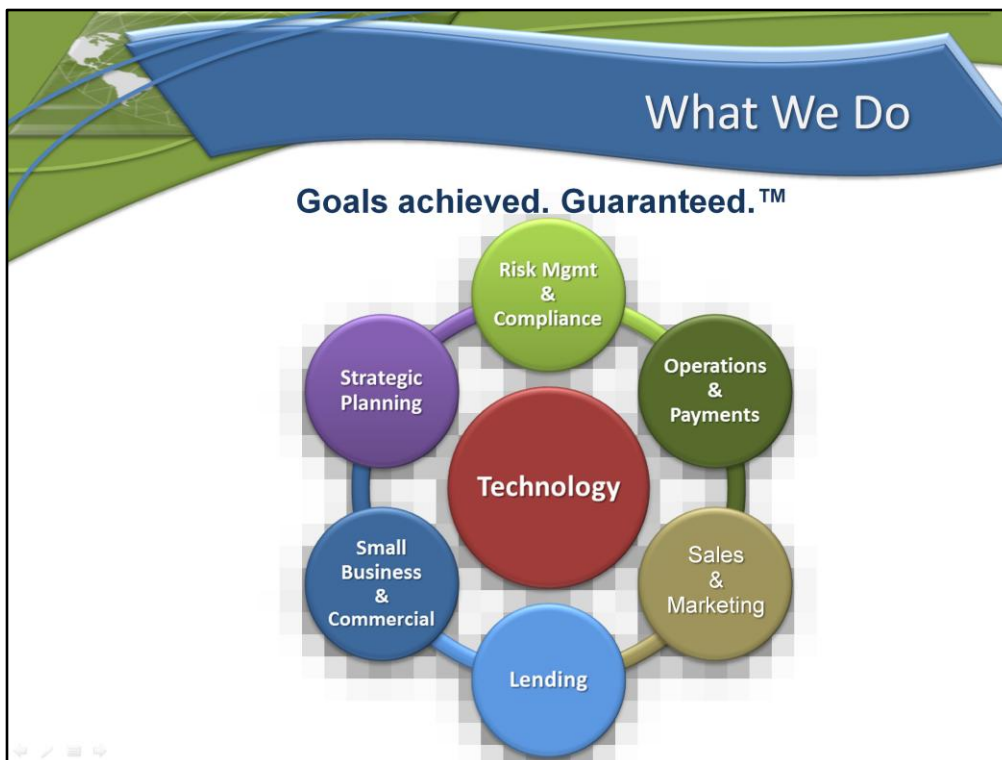 What We Do
Goals achieved. Guaranteed.™
Risk Mgmt
&
Compliance
Operations
&
Payments
Sales
&
Marketing
Lending
Small
Business
&
Commercial
Strategic
Planning
Technology